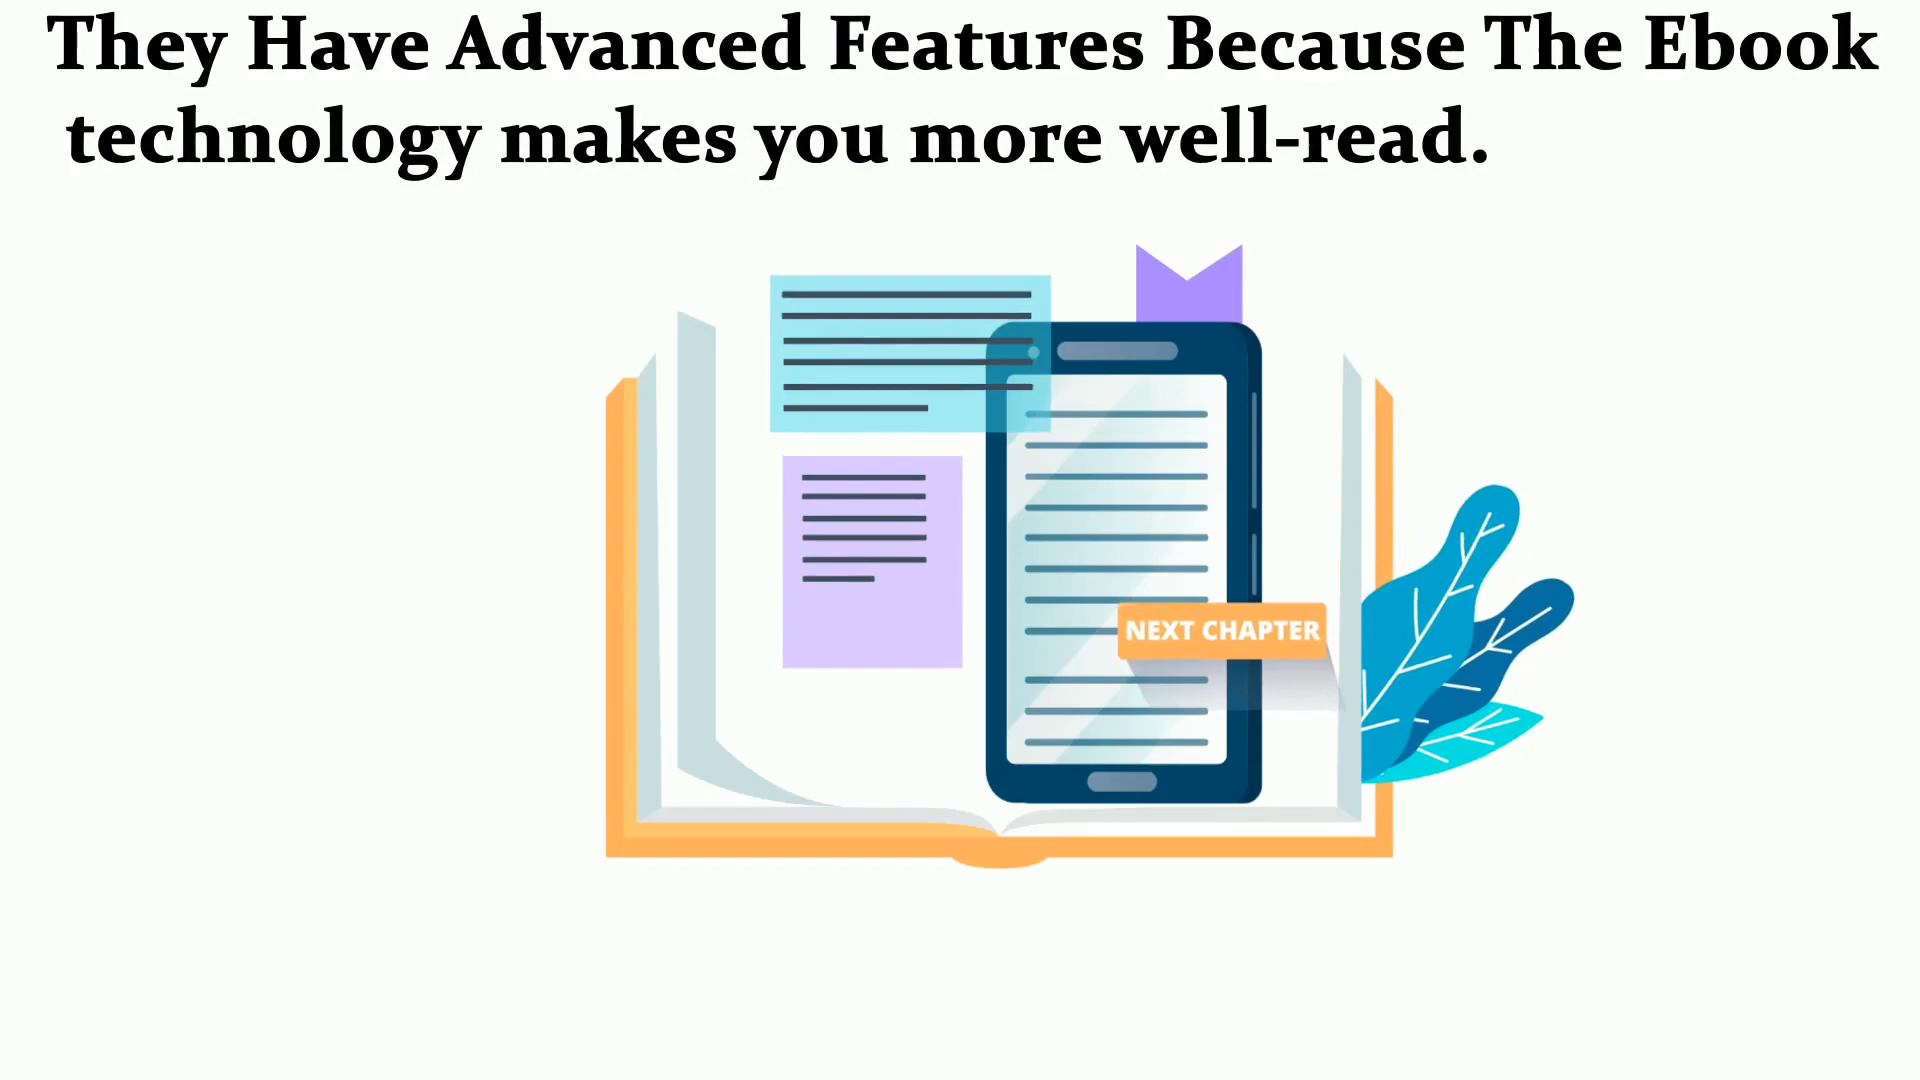 They Have Advanced Features Because The Ebook
technology makes you more well-read.
NEXT CHAPTER